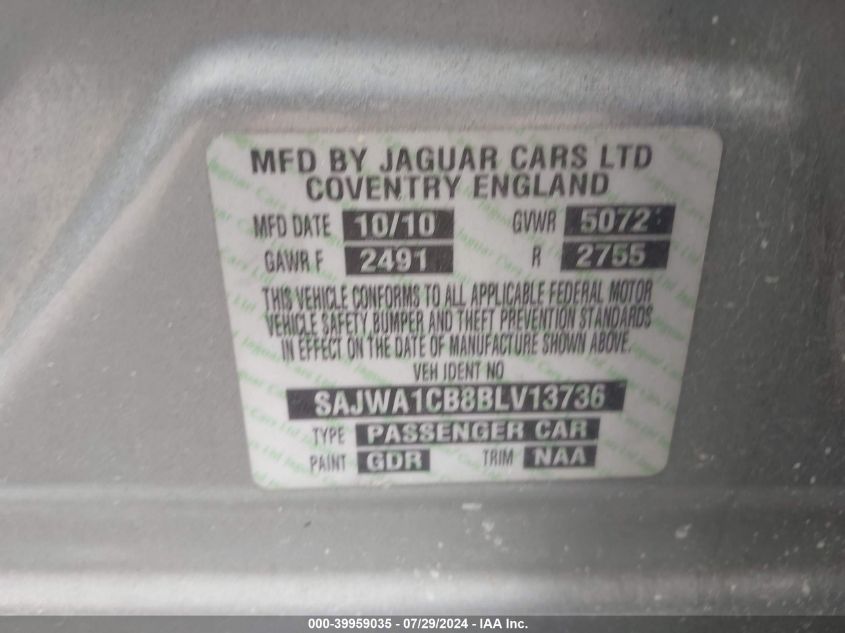 MFD BY JAGUAR CARS LTD
COVENTRY ENGLAND
MFD DATE 10/10 GVWR 5072
GAWR F 2491 R 2755
THIS VEHICLE CONFORMS TO ALL APPLICABLE FEDERAL MOTOR
VEHICLE SAFETY, BUMPER AND THEFT PREVENTION STANDARDS
IN EFFECT ON THE DATE OF MANUFACTURE SHOWN ABOVE.
VEH IDENT NO
SAJWA1CB8BLV13736
TYPE PASSENGER CAR
PAINT GDR TRIM NAA
000-39959035 - 07/29/2024 - IAA Inc.